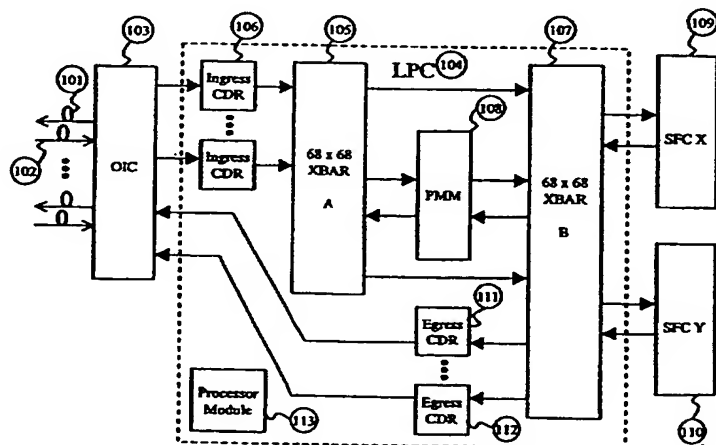 109
103
106
105
107
101
Ingress
CDR
LPC 104
108
102
OIC
Ingress
CDR
68 x 68
XBAR
A
PMM
68 x 68
XBAR
B
SFC X
111
Egress
CDR
SFC Y
Processor
Module
113
Egress
CDR
112
110